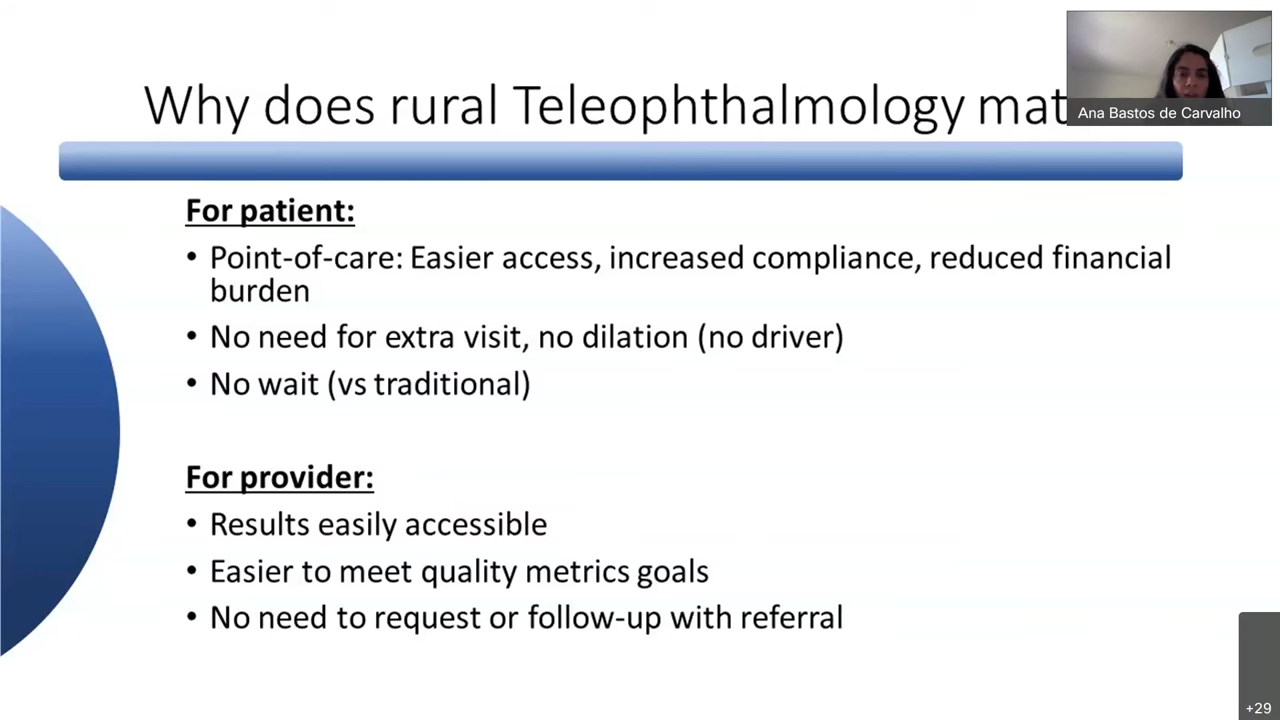 Why does rural Teleophthalmology mat
Ana Bastos de Carvalho
For patient:
• Point-of-care: Easier access, increased compliance, reduced financial
burden
• No need for extra visit, no dilation (no driver)
• No wait (vs traditional)
For provider:
• Results easily accessible
• Easier to meet quality metrics goals
• No need to request or follow-up with referral
+29